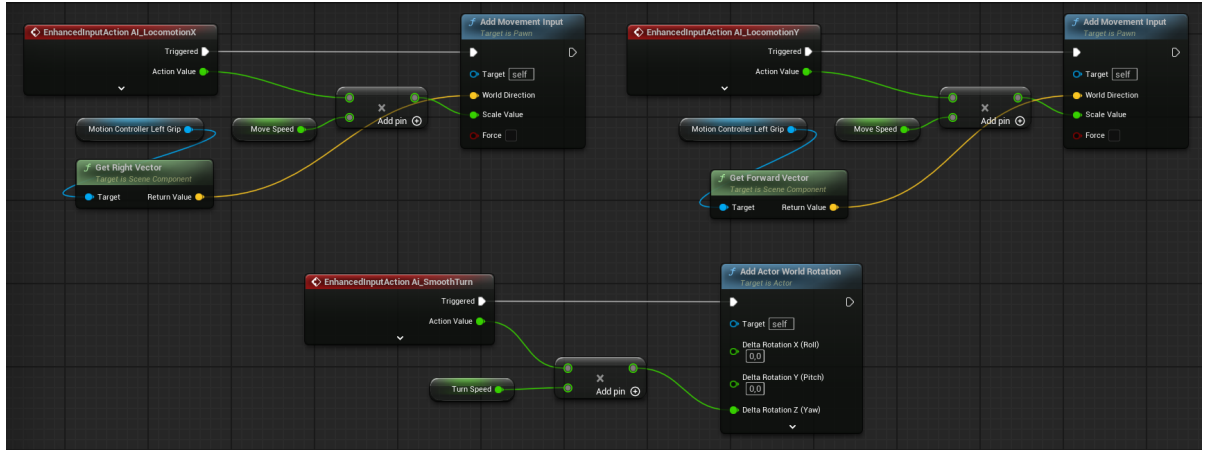 EnhancedInputAction AI_LocomotionX
Triggered
Action Value
Motion Controller Left Grip
Move Speed
Add pin
Get Right Vector
Target is Scene Component
Target
Return Value
Add Movement Input
Target is Pawn
Target self
World Direction
Scale Value
Force
EnhancedInputAction AI_LocomotionY
Triggered
Action Value
Motion Controller Left Grip
Move Speed
Add pin
Get Forward Vector
Target is Scene Component
Target
Return Value
Add Movement Input
Target is Pawn
Target self
World Direction
Scale Value
Force
EnhancedInputAction Ai_SmoothTurn
Triggered
Action Value
Turn Speed
Add pin
Add Actor World Rotation
Target is Actor
Target self
Delta Rotation X (Roll)
0,0
Delta Rotation Y (Pitch)
0,0
Delta Rotation Z (Yaw)